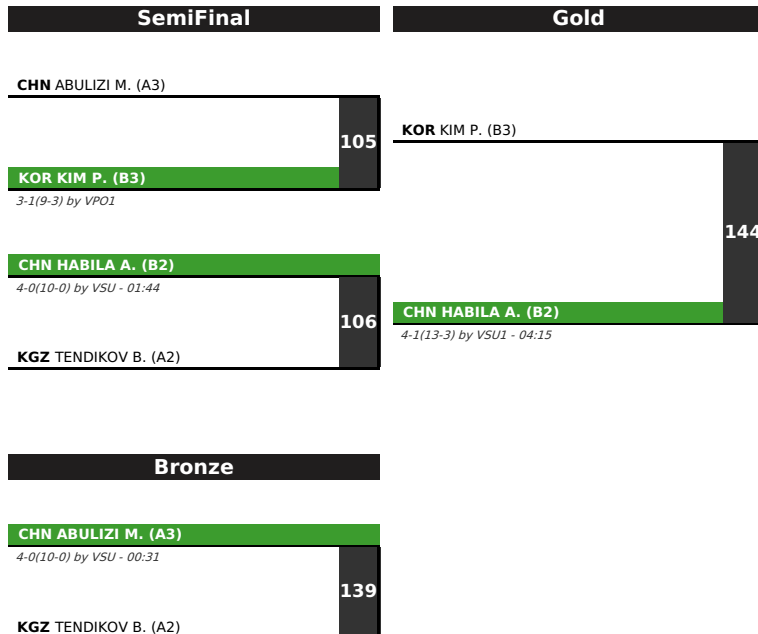 SemiFinal
CHN ABULIZI M. (A3)
105
KOR KIM P. (B3)
3-1(9-3) by VPO1
CHN HABILA A. (B2)
4-0(10-0) by VSU - 01:44
106
KGZ TENDIKOV B. (A2)
Gold
KOR KIM P. (B3)
144
CHN HABILA A. (B2)
4-1(13-3) by VSU1 - 04:15
Bronze
CHN ABULIZI M. (A3)
4-0(10-0) by VSU - 00:31
139
KGZ TENDIKOV B. (A2)